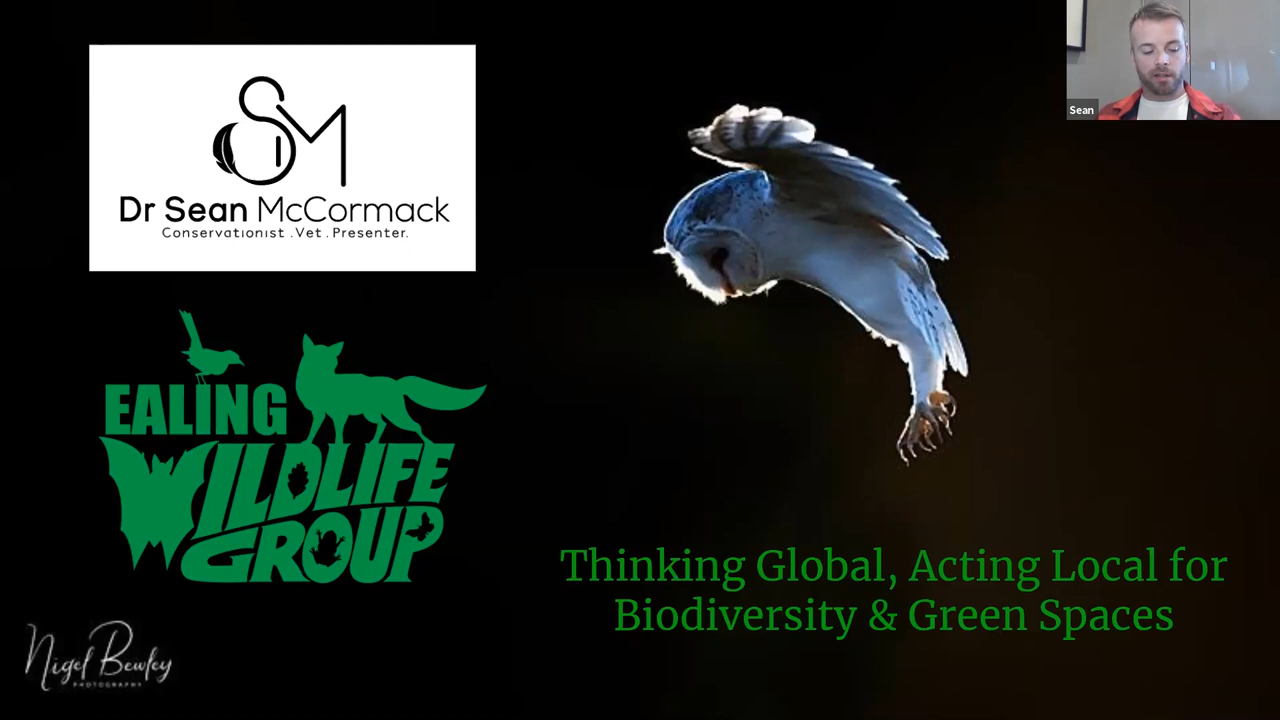 SM
Dr Sean McCormack
Conservationist .Vet . Presenter.
Sean
EALING
WILDLIFE
GROUP
Thinking Global, Acting Local for
Biodiversity & Green Spaces
Nigel Bewley
PHOTOGRAPHY